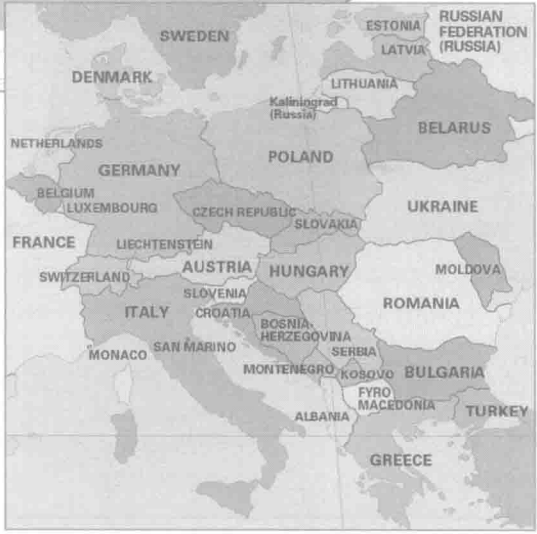 SWEDEN
ESTONIA
RUSSIAN
FEDERATION
(RUSSIA)
LATVIA
DENMARK
LITHUANIA
Kaliningrad
(Russia)
BELARUS
NETHERLANDS
GERMANY
POLAND
BELGIUM
LUXEMBOURG
CZECH REPUBLIC
UKRAINE
SLOVAKIA
FRANCE
LIECHTENSTEIN
SWITZERLAND
AUSTRIA
HUNGARY
MOLDOVA
SLOVENIA
ROMANIA
ITALY
CROATIA
BOSNIA-
HERZEGOVINA
MONACO
SAN MARINO
SERBIA
MONTENEGRO
KOSOVO
BULGARIA
FYRO
MACEDONIA
ALBANIA
TURKEY
GREECE